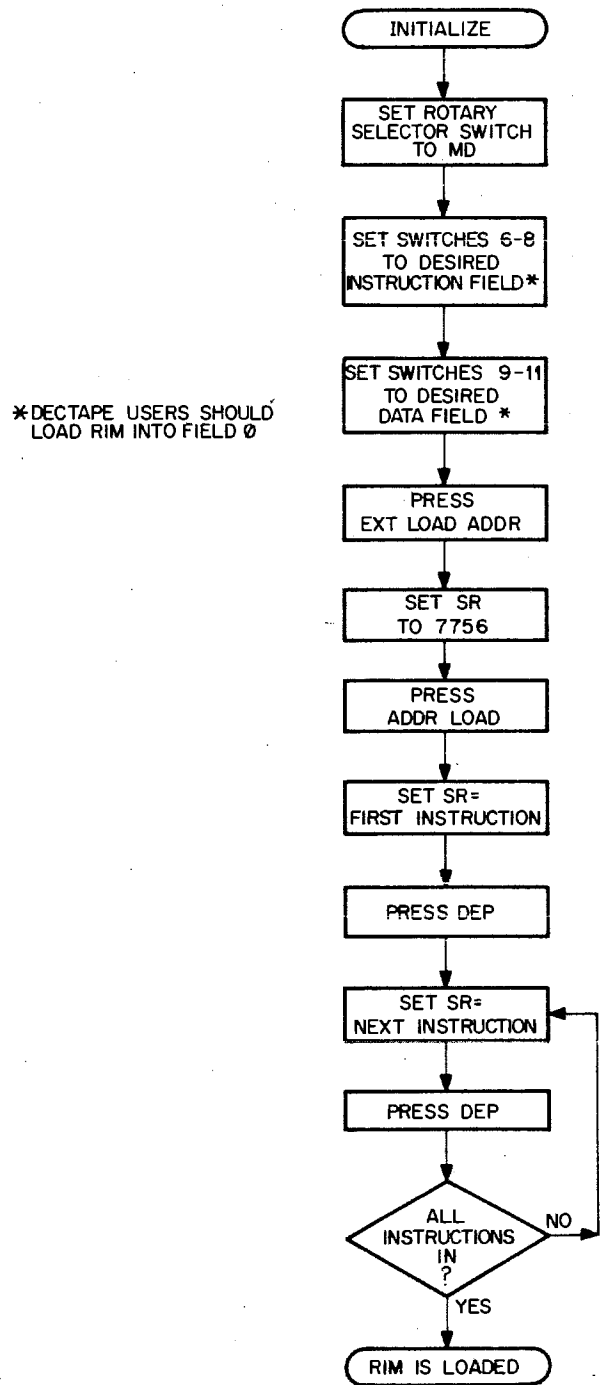 INITIALIZE
SET ROTARY
SELECTOR SWITCH
TO MD
SET SWITCHES 6-8
TO DESIRED
INSTRUCTION FIELD*
SET SWITCHES 9-11
TO DESIRED
DATA FIELD *
*DECTAPE USERS SHOULD
LOAD RIM INTO FIELD Ø
PRESS
EXT LOAD ADDR
SET SR
TO 7756
PRESS
ADDR LOAD
SET SR=
FIRST INSTRUCTION
PRESS DEP
SET SR=
NEXT INSTRUCTION
PRESS DEP
ALL
INSTRUCTIONS
IN
?
NO
YES
RIM IS LOADED